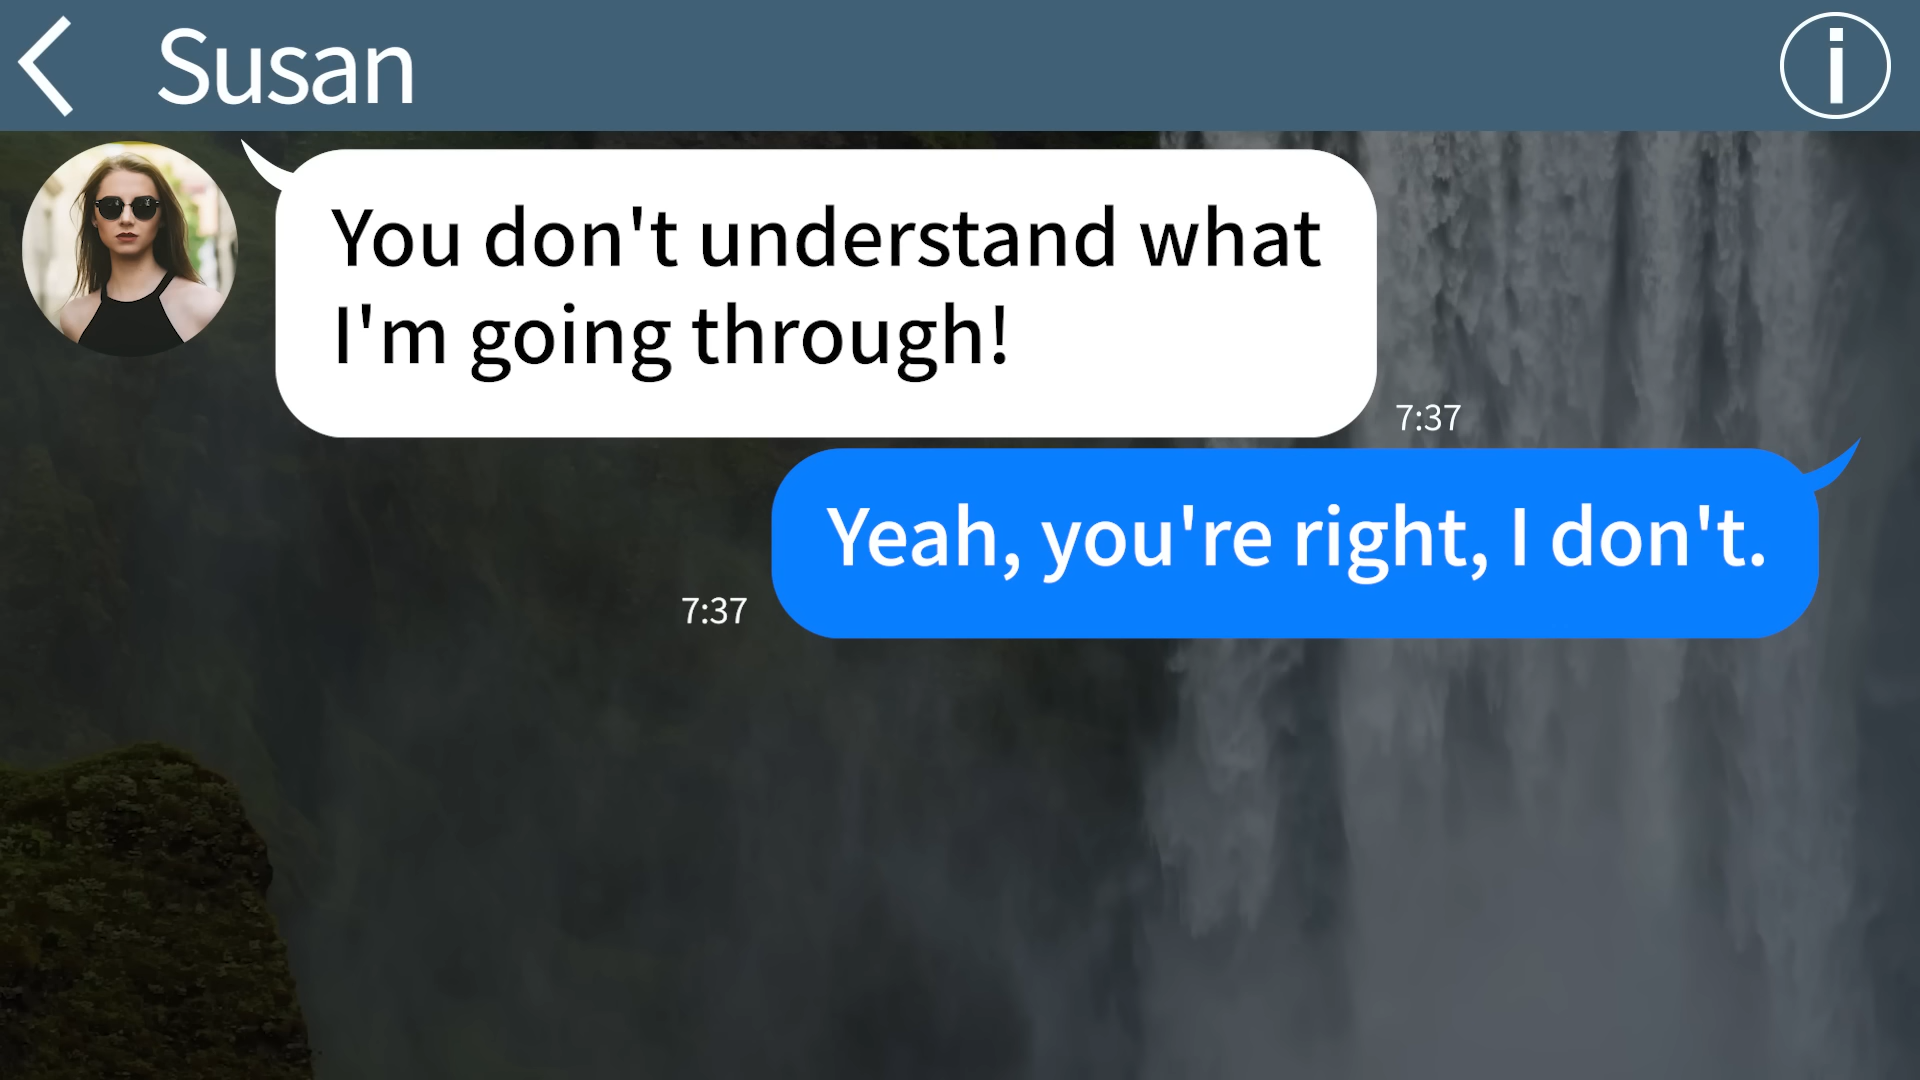 Susan
You don't understand what
I'm going through!
7:37
Yeah, you're right, I don't.
7:37